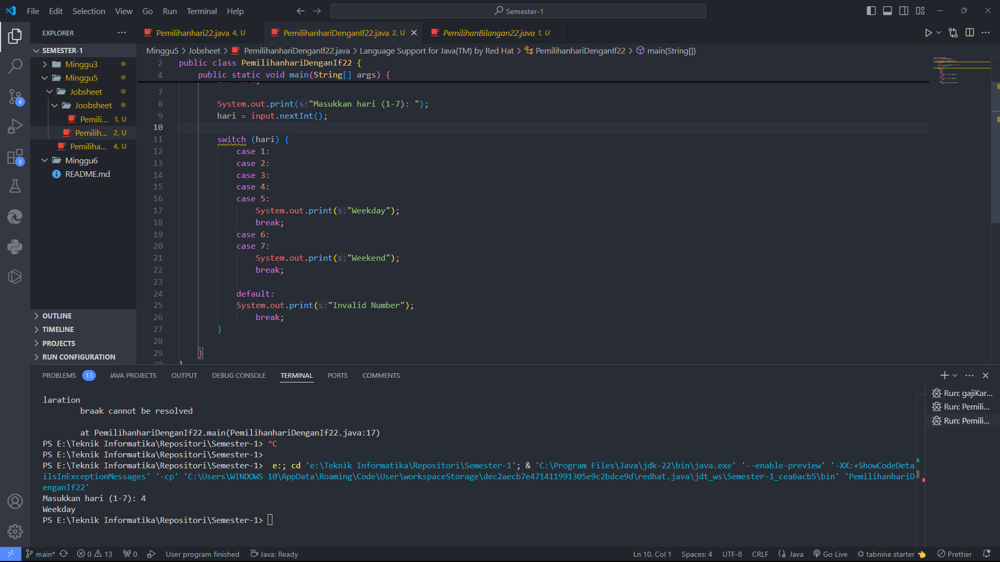 File Edit Selection View Go Run Terminal Help
Semester-1
EXPLORER
Pemilihanhari22.java 4, U
PemilihanhariDenganIf22.java 2, U
PemilihanBilangan22.java 1, U
SEMESTER-1
Minggu5 > Jobsheet > PemilihanhariDenganIf22.java > Language Support for Java(TM) by Red Hat > PemilihanhariDenganIf22 > main(String[])
Minggu3
Minggu5
Jobsheet
Joobsheet
Pemili... 1, U
Pemilih... 2, U
Pemiliha... 4, U
Minggu6
README.md
OUTLINE
TIMELINE
PROJECTS
RUN CONFIGURATION
2 public class PemilihanhariDenganIf22 {
4 public static void main(String[] args) {
7
8 System.out.print(s:"Masukkan hari (1-7): ");
9 hari = input.nextInt();
10
11 switch (hari) {
12 case 1:
13 case 2:
14 case 3:
15 case 4:
16 case 5:
17 System.out.print(s:"Weekday");
18 break;
19 case 6:
20 case 7:
21 System.out.print(s:"Weekend");
22 break;
23
24 default:
25 System.out.print(s:"Invalid Number");
26 break;
27 }
28
29 }
PROBLEMS 13 JAVA PROJECTS OUTPUT DEBUG CONSOLE TERMINAL PORTS COMMENTS
laration
braak cannot be resolved
at PemilihanhariDenganIf22.main(PemilihanhariDenganIf22.java:17)
PS E:\Teknik Informatika\Repositori\Semester-1> ^C
PS E:\Teknik Informatika\Repositori\Semester-1>
PS E:\Teknik Informatika\Repositori\Semester-1> e:; cd 'e:\Teknik Informatika\Repositori\Semester-1'; & 'C:\Program Files\Java\jdk-22\bin\java.exe' '--enable-preview' '-XX:+ShowCodeDeta
ilsInExceptionMessages' '-cp' 'C:\Users\WINDOWS 10\AppData\Roaming\Code\User\workspaceStorage\dec2aecb7e471411991305e9c2bdce9d\redhat.java\jdt_ws\Semester-1_cea6acb5\bin' 'PemilihanhariD
enganIf22'
Masukkan hari (1-7): 4
Weekday
PS E:\Teknik Informatika\Repositori\Semester-1>
Run: gajiKar...
Run: Pemili...
Run: Pemili...
4
3
main* 0 13 0 User program finished Java: Ready
Ln 10, Col 1 Spaces: 4 UTF-8 CRLF {} Java Go Live tabnine starter Prettier